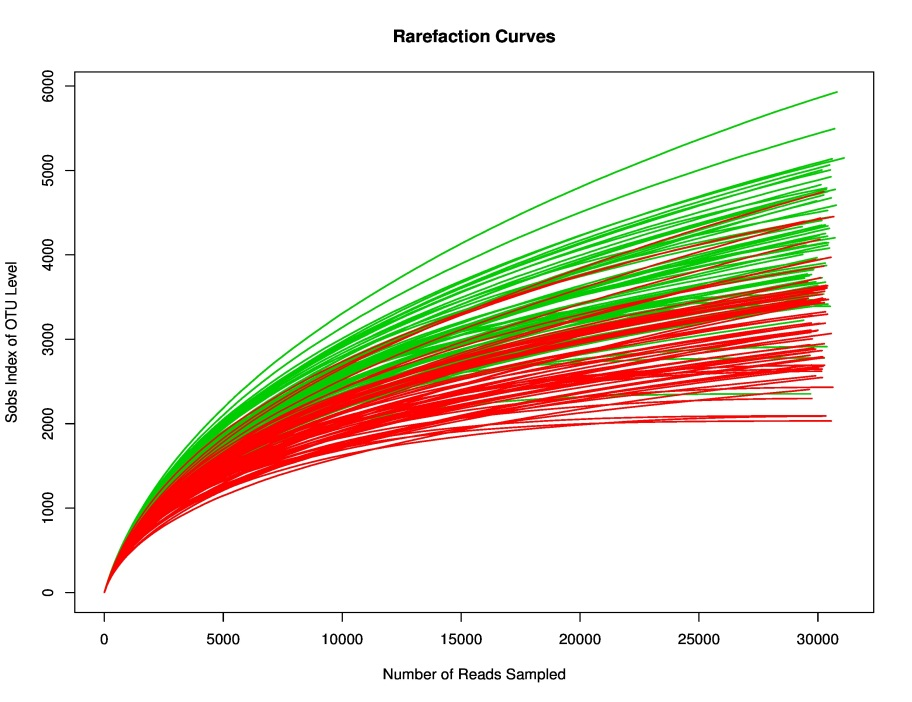 Rarefaction Curves
Sobs Index of OTU Level
6000
5000
4000
3000
2000
1000
0
0 5000 10000 15000 20000 25000 30000
Number of Reads Sampled